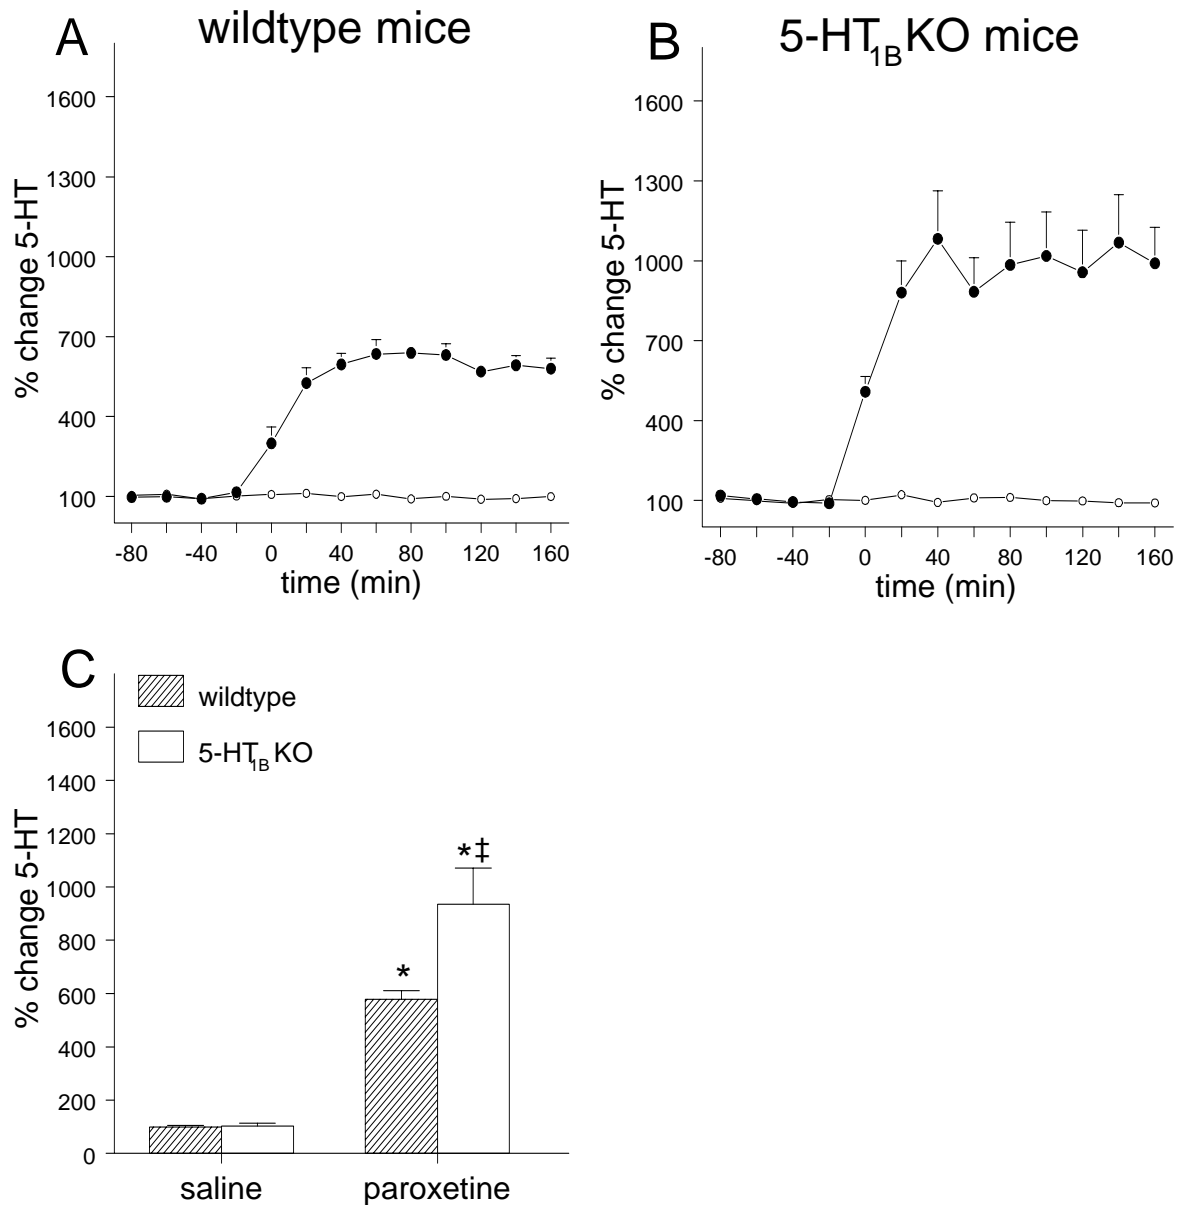 A wildtype mice
1600
1300
1000
700
400
100
% change 5-HT
-80 -40 0 40 80 120 160
time (min)
B 5-HT1B KO mice
1600
1300
1000
700
400
100
% change 5-HT
-80 -40 0 40 80 120 160
time (min)
C
wildtype
5-HT1B KO
1600
1400
1200
1000
800
600
400
200
0
% change 5-HT
*
*‡
saline paroxetine